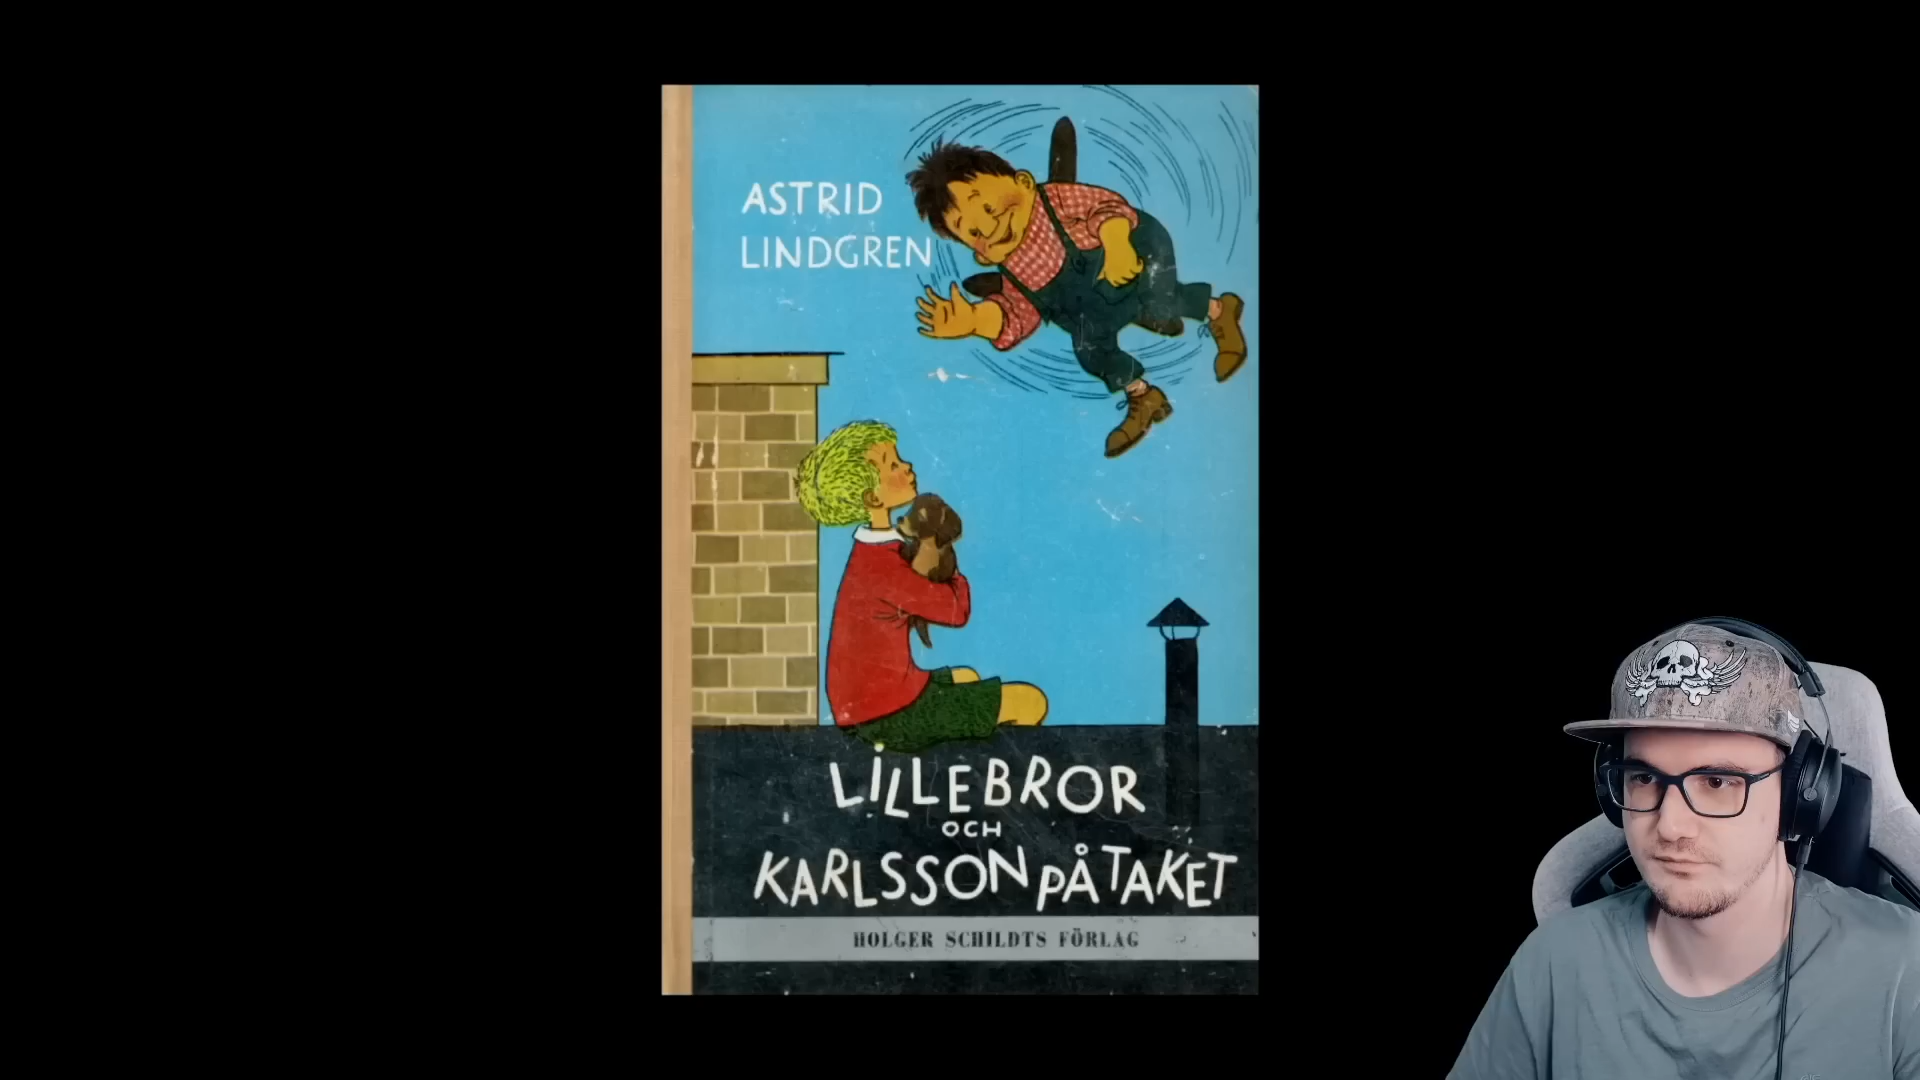 ASTRID
LINDGREN
LILLEBROR
OCH
KARLSSON PÅ TAKET
HOLGER SCHILDTS FÖRLAG